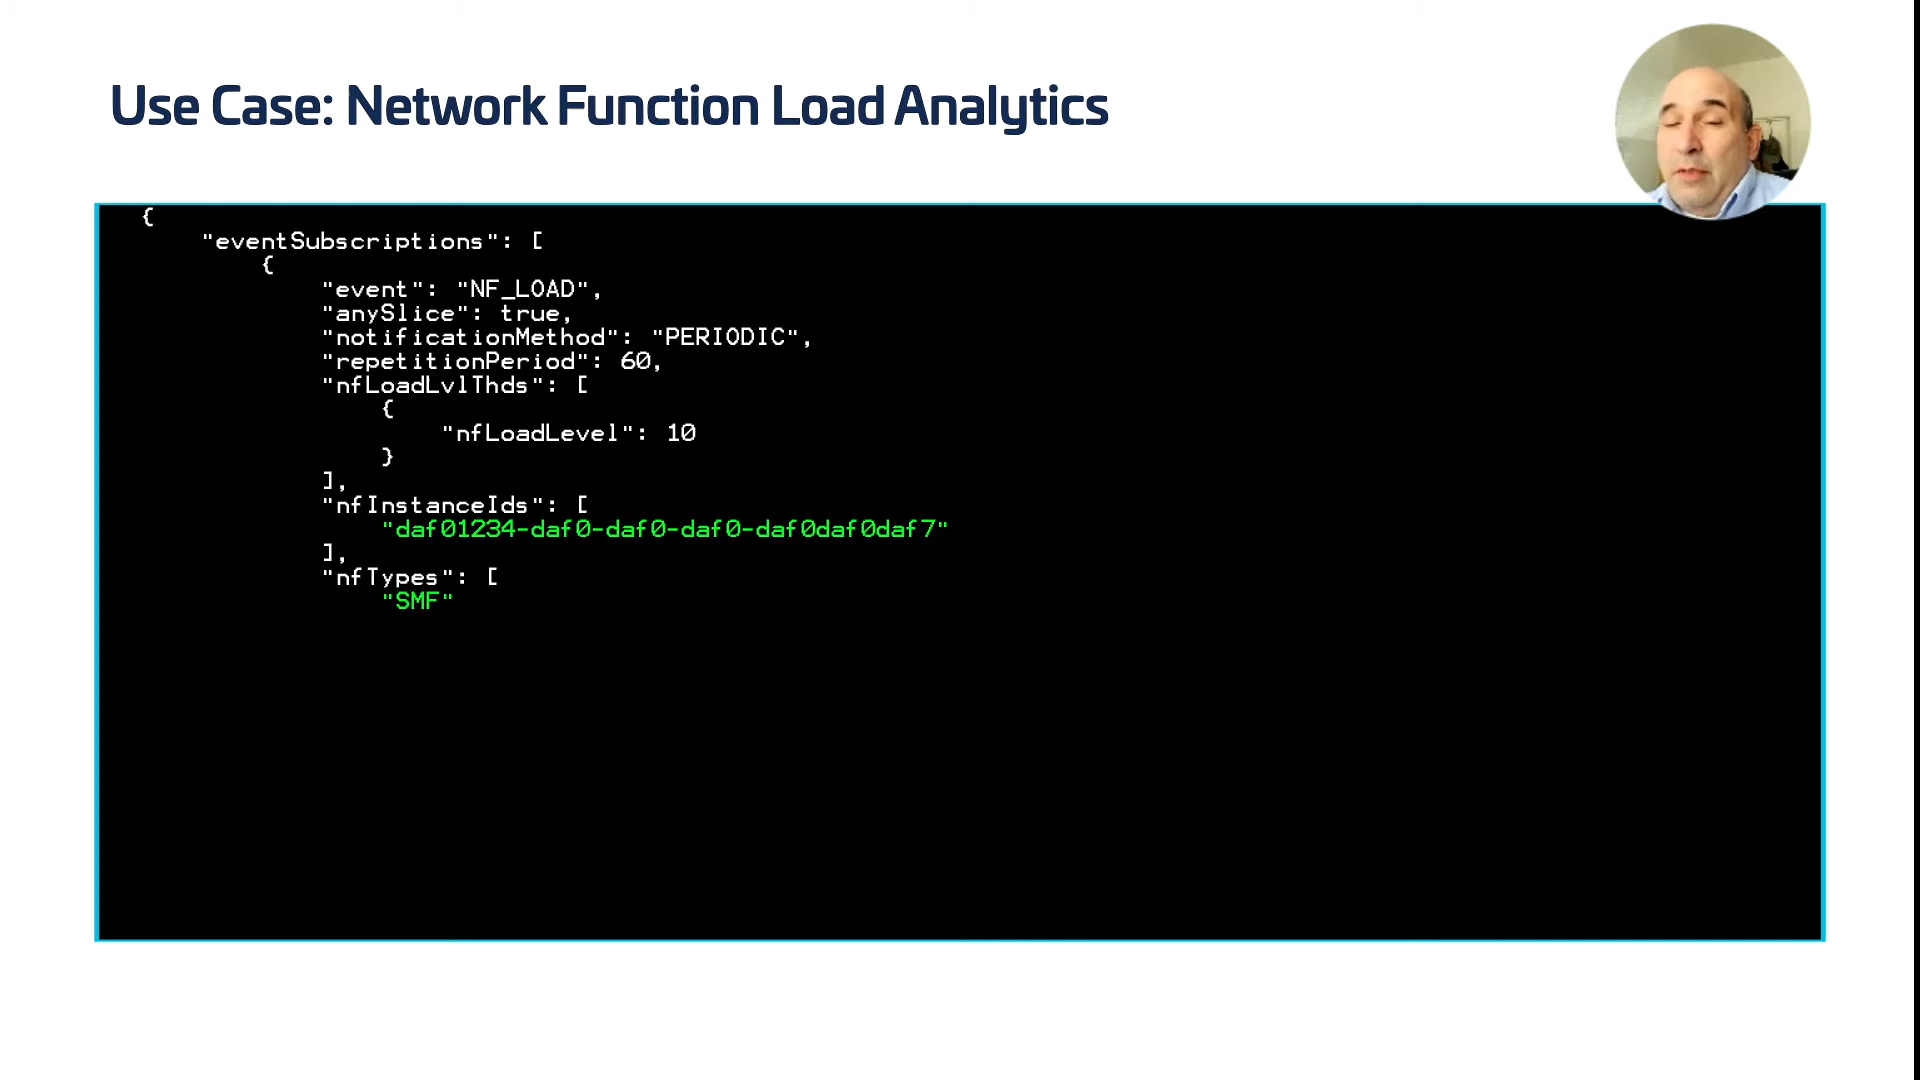 Use Case: Network Function Load Analytics
{
"eventSubscriptions": [
{
"event": "NF_LOAD",
"anySlice": true,
"notificationMethod": "PERIODIC",
"repetitionPeriod": 60,
"nfLoadLvlThds": [
{
"nfLoadLevel": 10
}
],
"nfInstanceIds": [
"daf01234-daf0-daf0-daf0-daf0daf0daf7"
],
"nfTypes": [
"SMF"